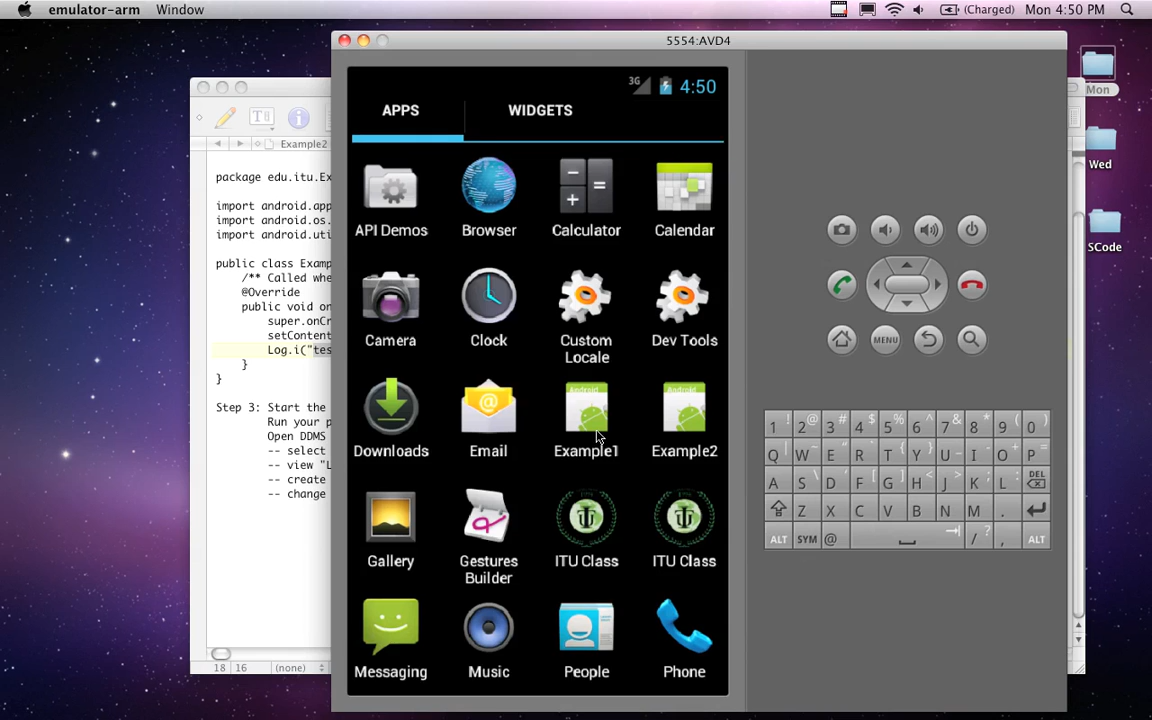 emulator-arm Window
(Charged) Mon 4:50 PM
5554:AVD4
Mon
Wed
SCode
Example2
package edu.itu.Ex
import android.app
import android.os.
import android.uti
public class Examp
/** Called whe
@Override
public void on
super.onCr
setContent
Log.i("tes
}
}
Step 3: Start the
Run your p
Open DDMS
-- select
-- view "L
-- create
-- change
18 16 (none)
3G 4:50
APPS WIDGETS
API Demos Browser Calculator Calendar
Camera Clock Custom Locale Dev Tools
Android Android
Downloads Email Example1 Example2
Gallery Gestures Builder ITU Class ITU Class
Messaging Music People Phone
MENU
1 ! 2 @ 3 # 4 $ 5 % 6 ^ 7 & 8 * 9 ( 0 )
Q W E R T Y U I O P
A S D F G H J K L DEL
Z X C V B N M .
ALT SYM @ / ? , ALT